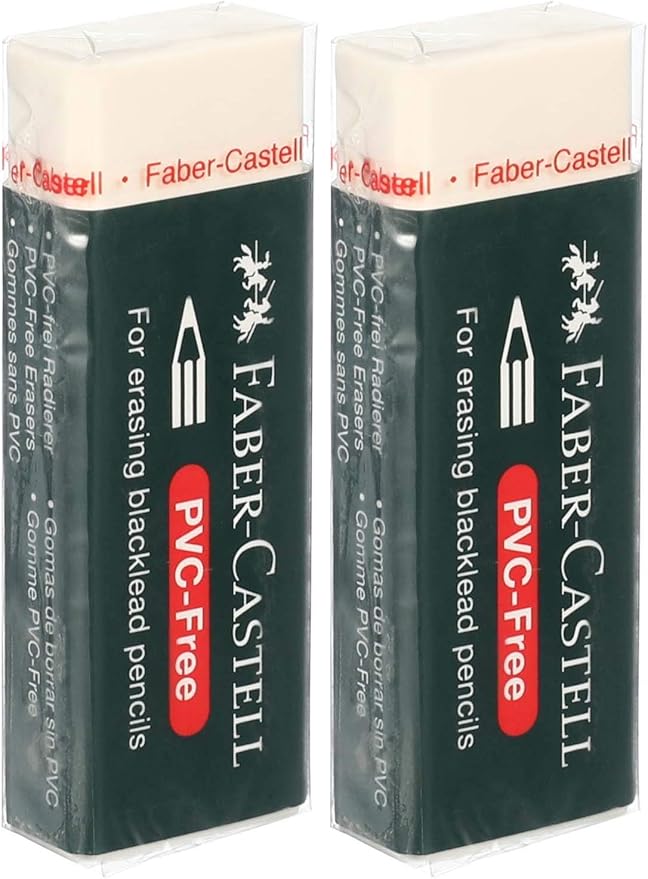 er-Castell • Faber-Castell
FABER-CASTELL
PVC-Free
For erasing blacklead pencils
• PVC-frei Radierer • Gomas de borrar sin PVC
• PVC-Free Erasers • Gomme PVC-Free
• Gommes sans PVC
er-Castell • Faber-Castell
FABER-CASTELL
PVC-Free
For erasing blacklead pencils
• PVC-frei Radierer • Gomas de borrar sin PVC
• PVC-Free Erasers • Gomme PVC-Free
• Gommes sans PVC